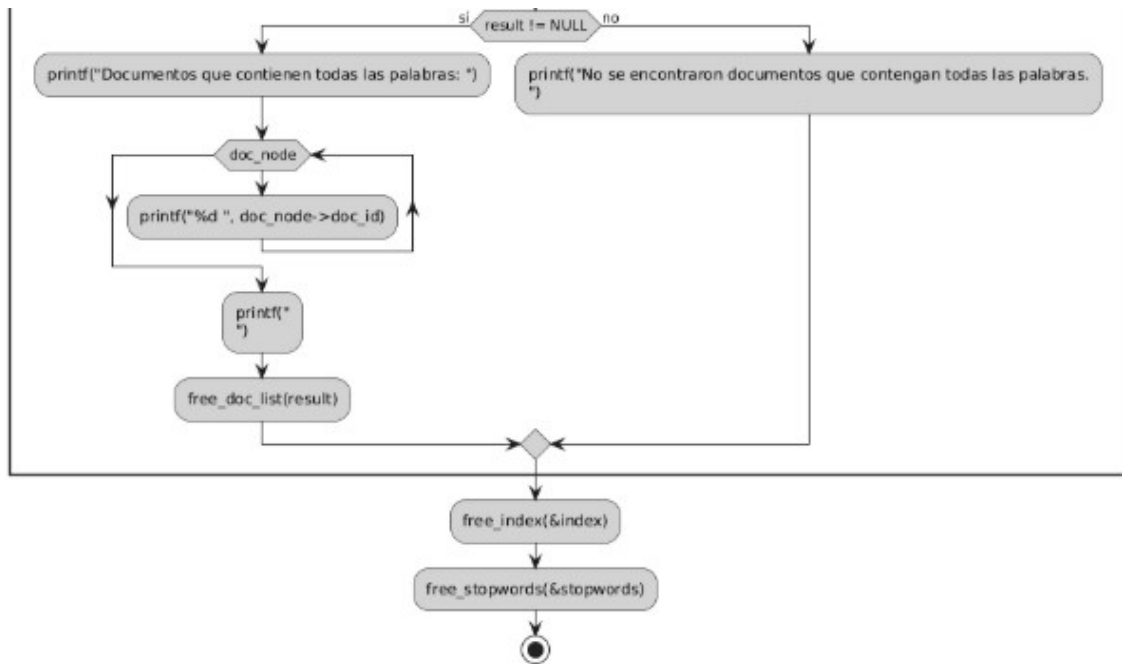 si
result != NULL
no
printf("Documentos que contienen todas las palabras: ")
printf("No se encontraron documentos que contengan todas las palabras.
")
doc_node
printf("%d ", doc_node->doc_id)
printf("
")
free_doc_list(result)
free_index(&index)
free_stopwords(&stopwords)